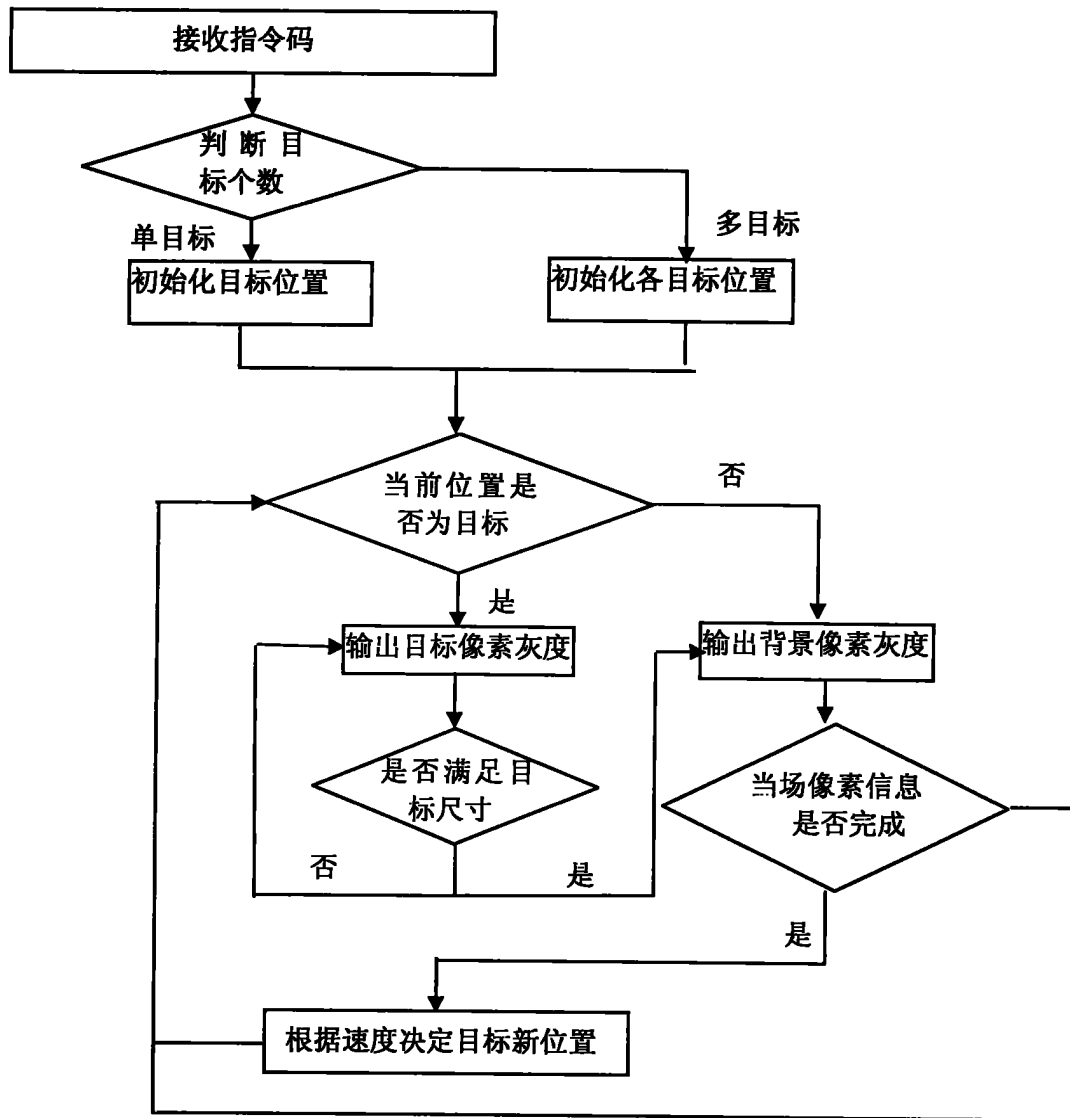 接收指令码
判断目
标个数
单目标
多目标
初始化目标位置
初始化各目标位置
当前位置是
否为目标
否
是
输出目标像素灰度
输出背景像素灰度
是否满足目
标尺寸
当场像素信息
是否完成
否
是
是
根据速度决定目标新位置